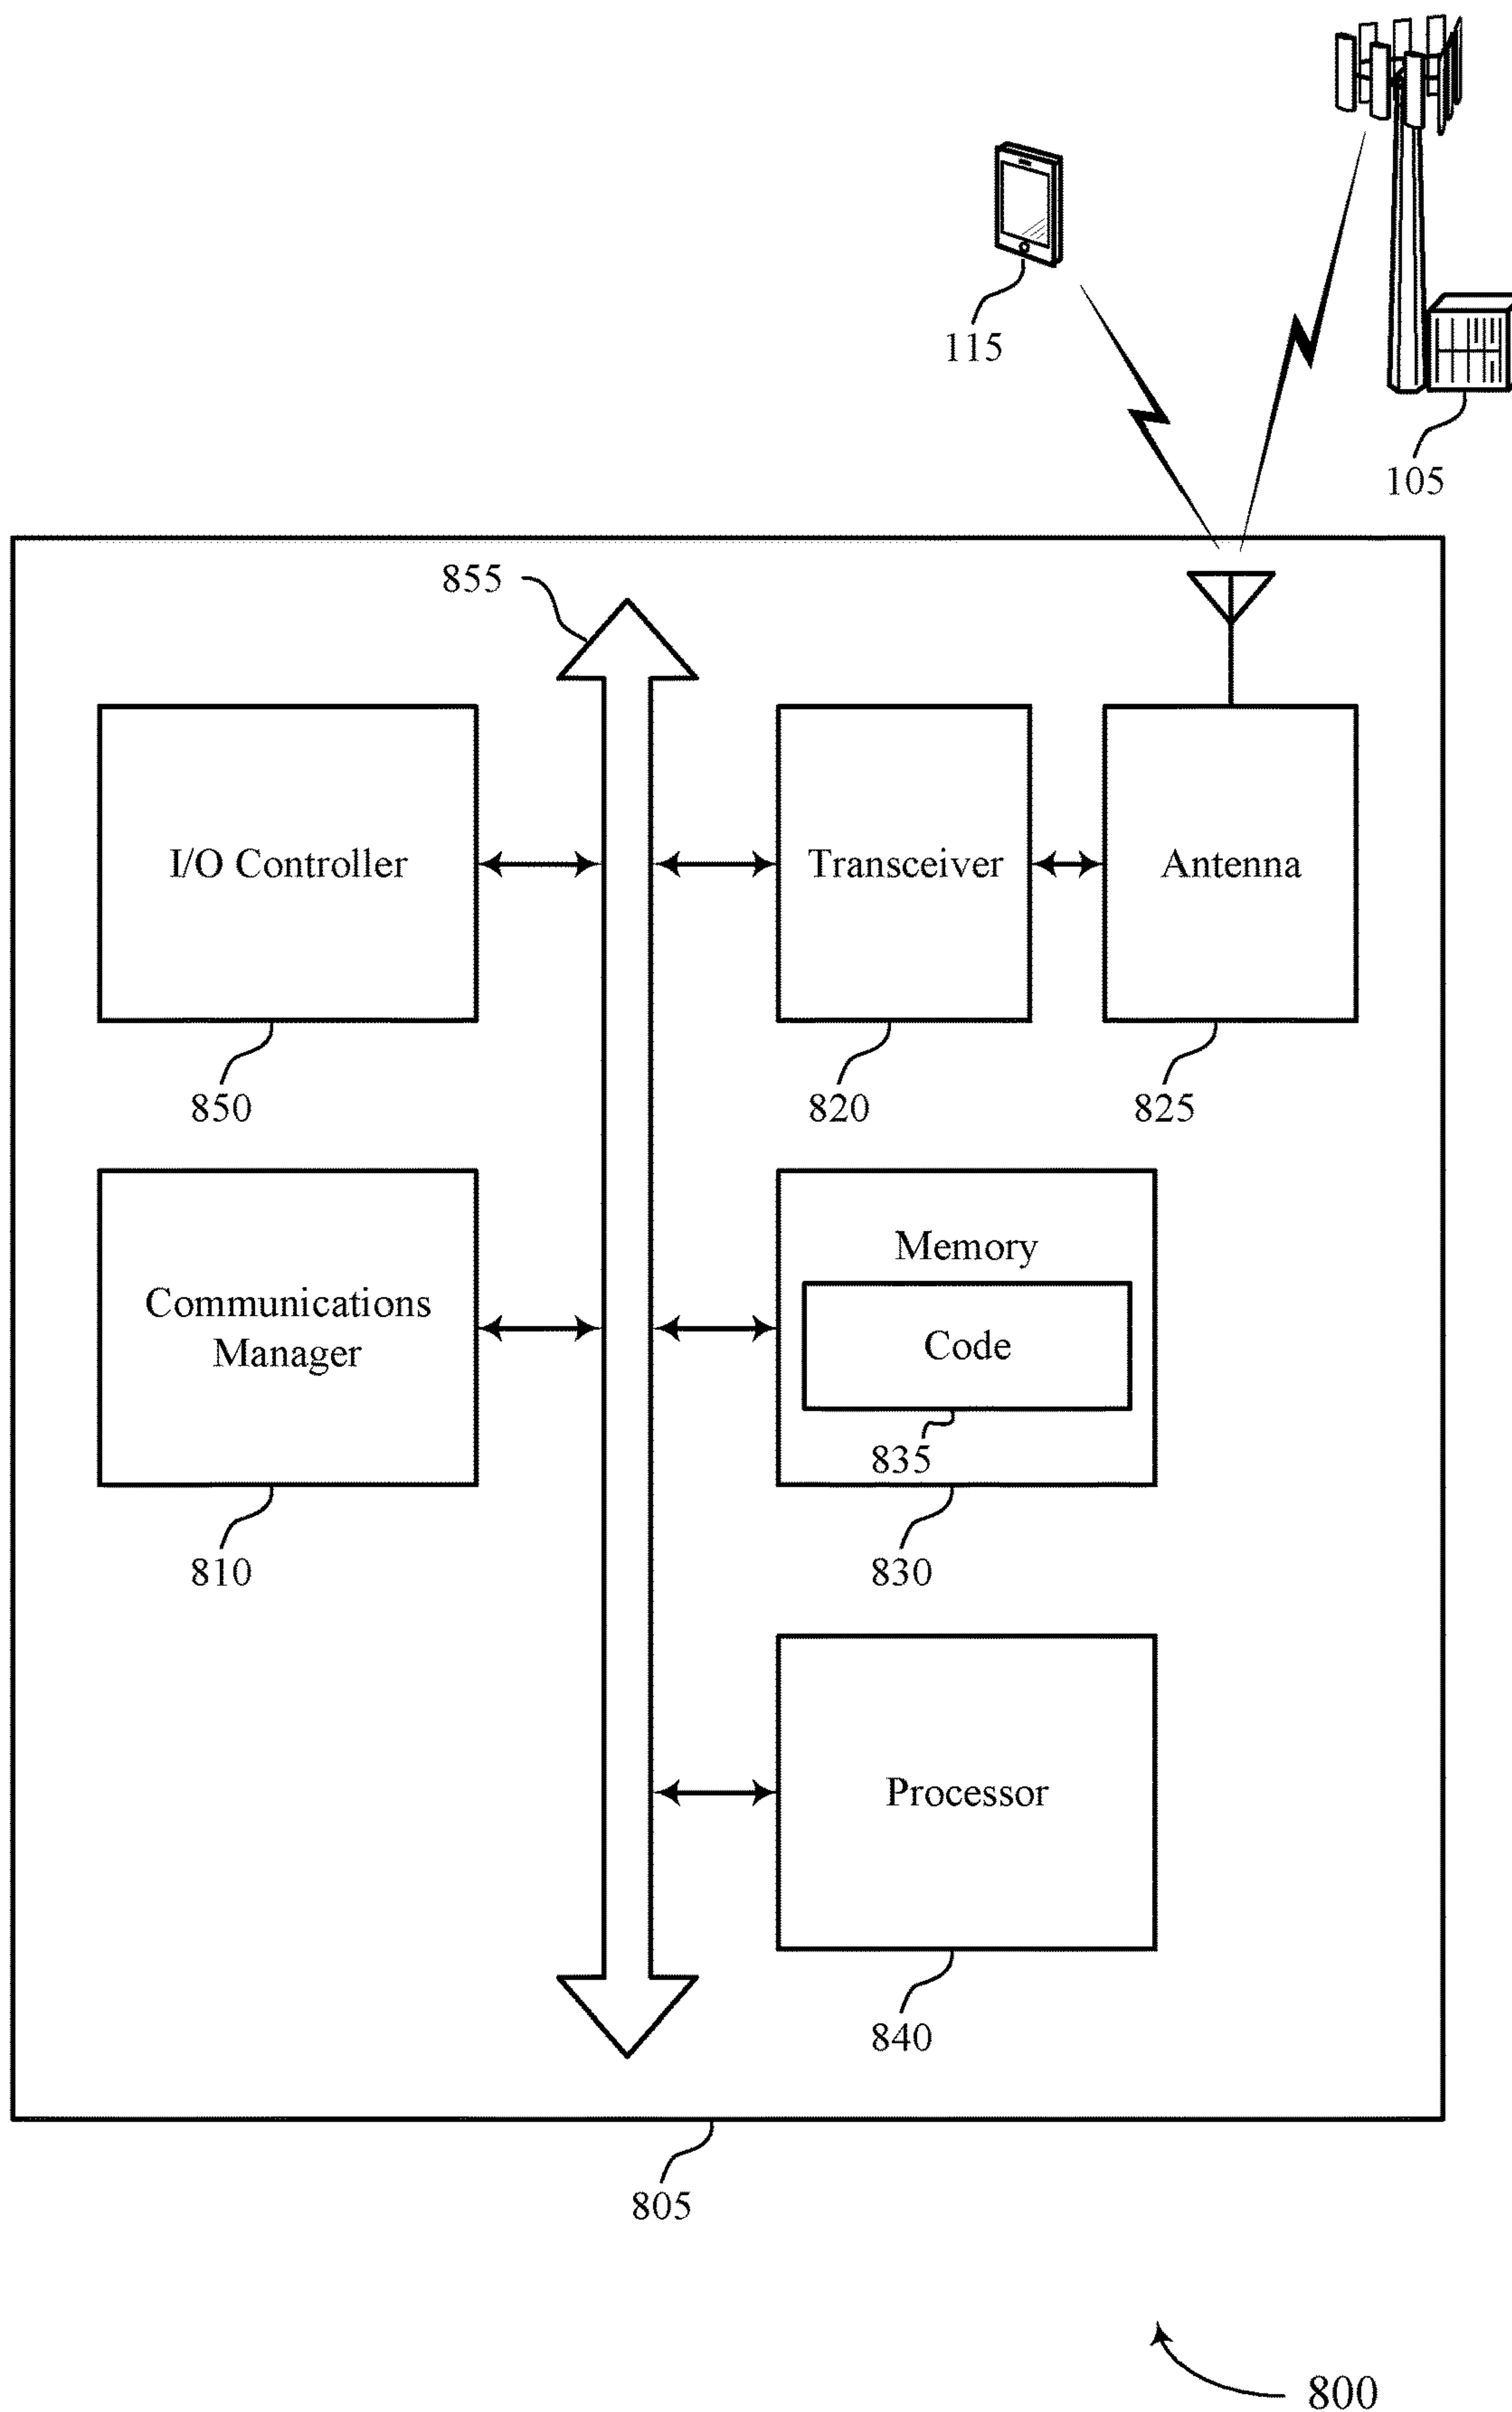 115
105
855
I/O Controller
Transceiver
Antenna
850
820
825
Communications
Manager
Memory
Code
835
810
830
Processor
840
805
800